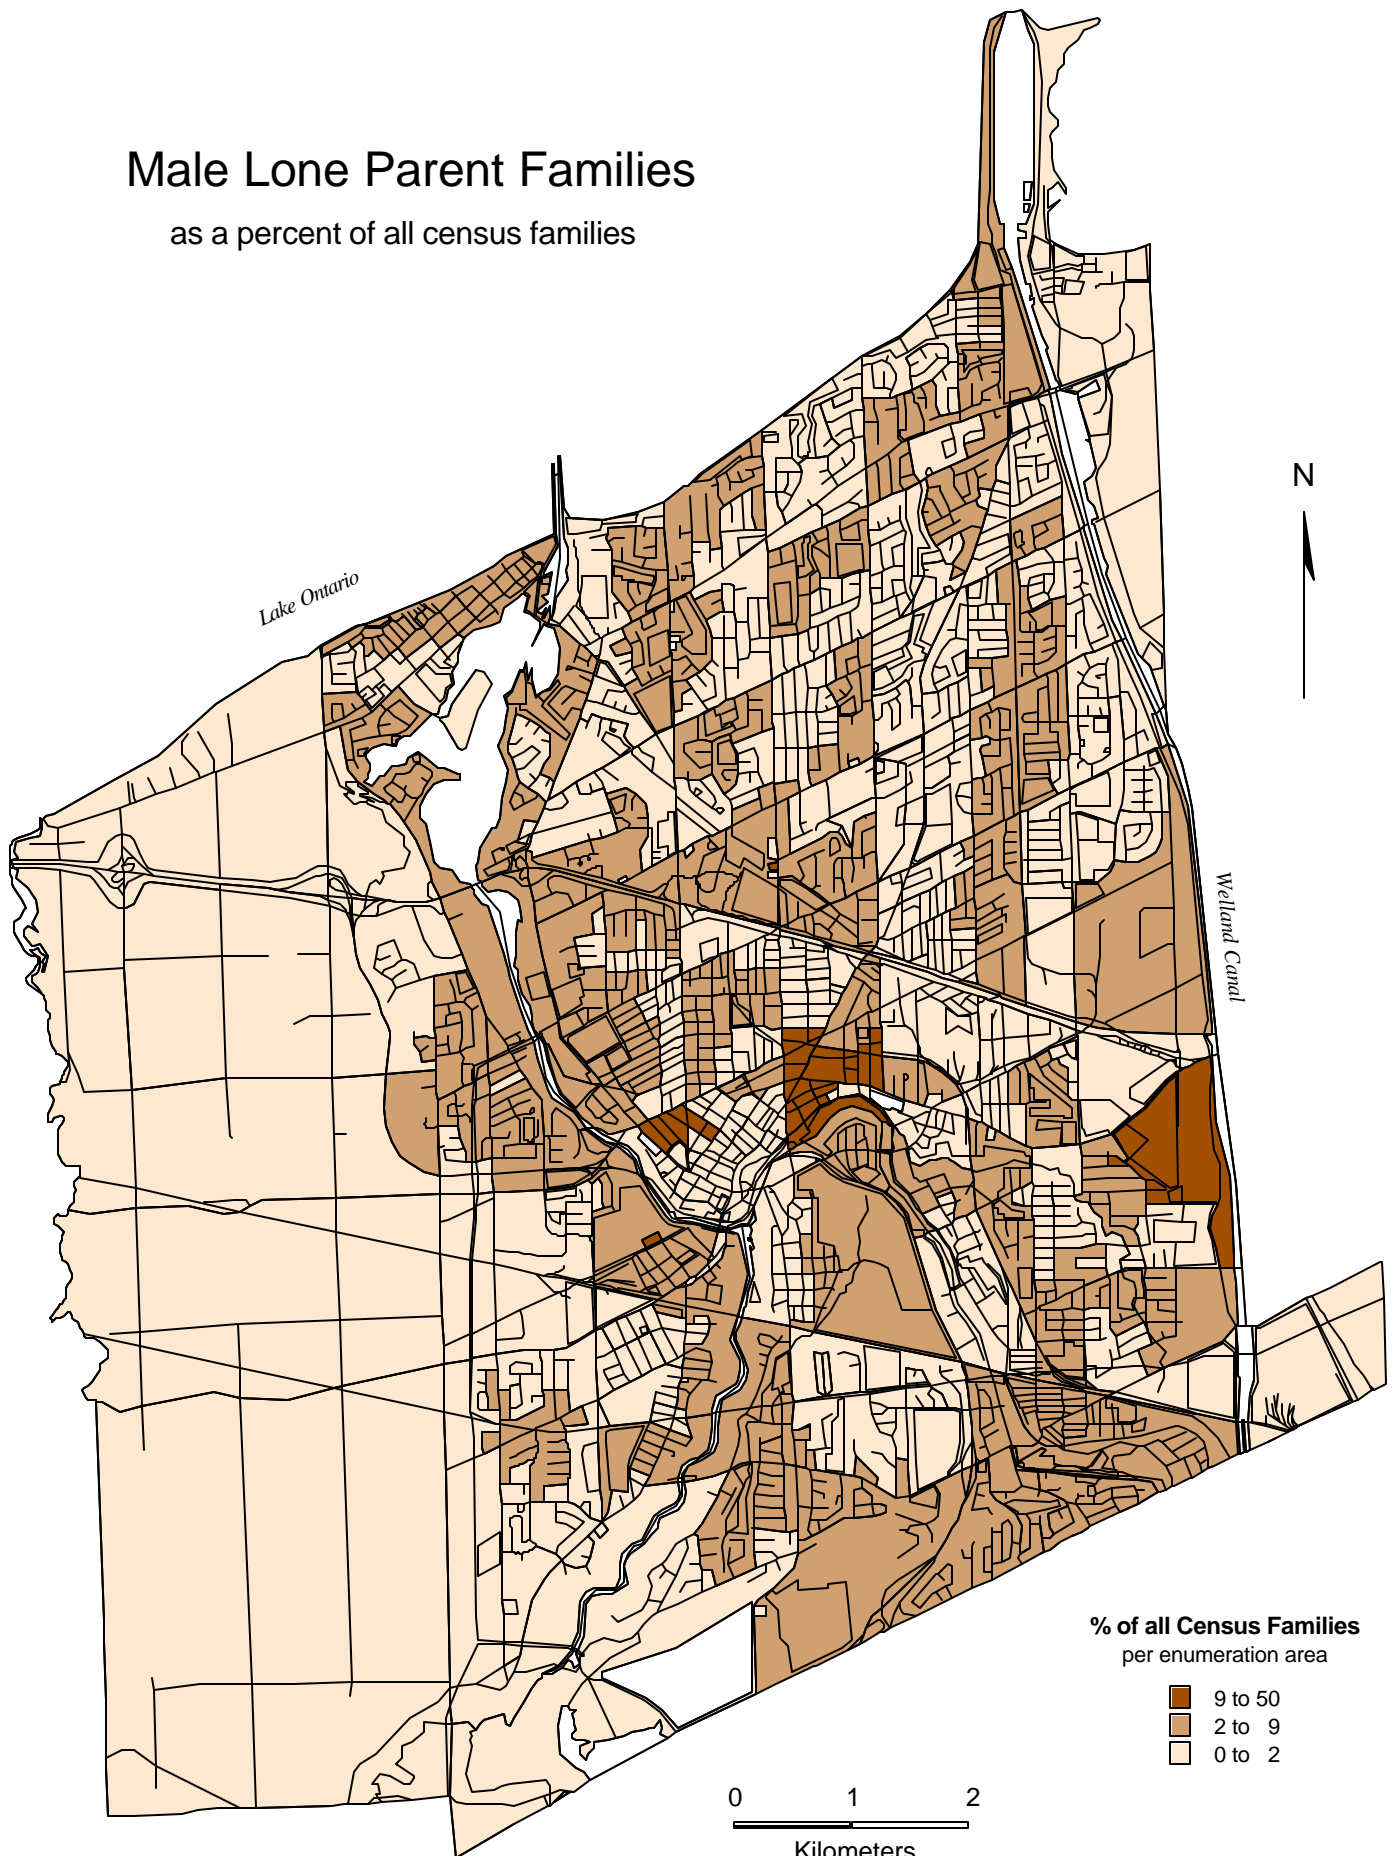 Male Lone Parent Families
as a percent of all census families
N
Lake Ontario
Welland Canal
% of all Census Families
per enumeration area
9 to 50
2 to 9
0 to 2
0 1 2
Kilometers